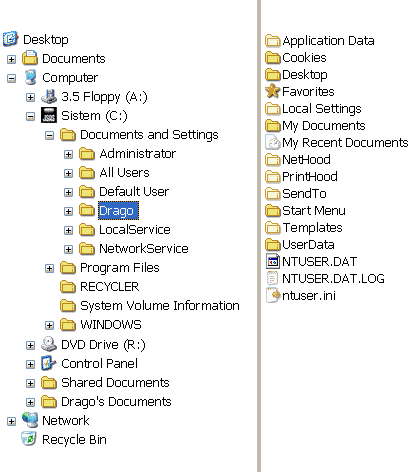 Desktop
Documents
Computer
3.5 Floppy (A:)
Sistem (C:)
Documents and Settings
Administrator
All Users
Default User
Drago
LocalService
NetworkService
Program Files
RECYCLER
System Volume Information
WINDOWS
DVD Drive (R:)
Control Panel
Shared Documents
Drago's Documents
Network
Recycle Bin
Application Data
Cookies
Desktop
Favorites
Local Settings
My Documents
My Recent Documents
NetHood
PrintHood
SendTo
Start Menu
Templates
UserData
NTUSER.DAT
NTUSER.DAT.LOG
ntuser.ini